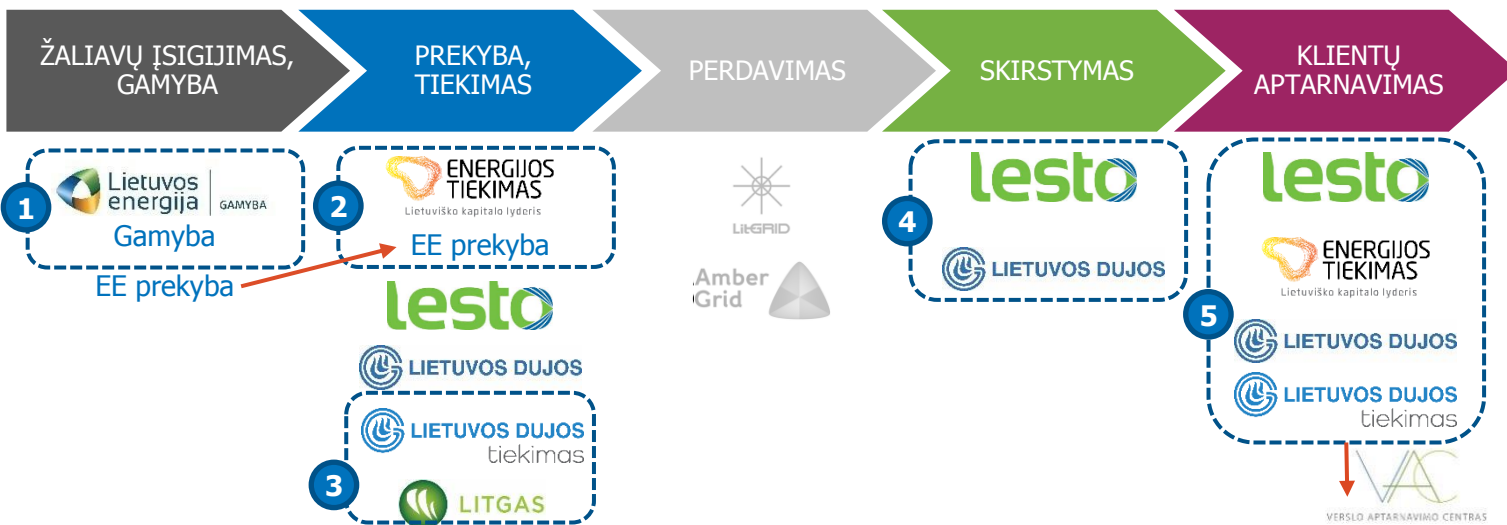 ŽALIAVŲ ĮSIGIJIMAS,
GAMYBA
PREKYBA,
TIEKIMAS
PERDAVIMAS
SKIRSTYMAS
KLIENTŲ
APTARNAVIMAS
1
Lietuvos
energija
GAMYBA
Gamyba
EE prekyba
2
ENERGIJOS
TIEKIMAS
Lietuviško kapitalo lyderis
EE prekyba
lesto
LIETUVOS DUJOS
3
LIETUVOS DUJOS
tiekimas
LITGAS
LitGRID
Amber
Grid
4
lesto
LIETUVOS DUJOS
5
lesto
ENERGIJOS
TIEKIMAS
Lietuviško kapitalo lyderis
LIETUVOS DUJOS
LIETUVOS DUJOS
tiekimas
VAC
VERSLO APTARNAVIMO CENTRAS